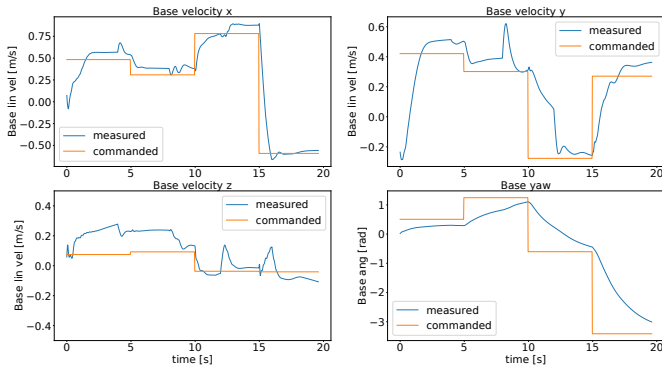 Base velocity x
Base lin vel [m/s]
0.75
0.50
0.25
0.00
−0.25
−0.50
measured
commanded
0 5 10 15 20
Base velocity y
Base lin vel [m/s]
0.6
0.4
0.2
0.0
−0.2
measured
commanded
0 5 10 15 20
Base velocity z
Base lin vel [m/s]
0.4
0.2
0.0
−0.2
−0.4
measured
commanded
0 5 10 15 20
time [s]
Base yaw
Base ang [rad]
1
0
−1
−2
−3
measured
commanded
0 5 10 15 20
time [s]